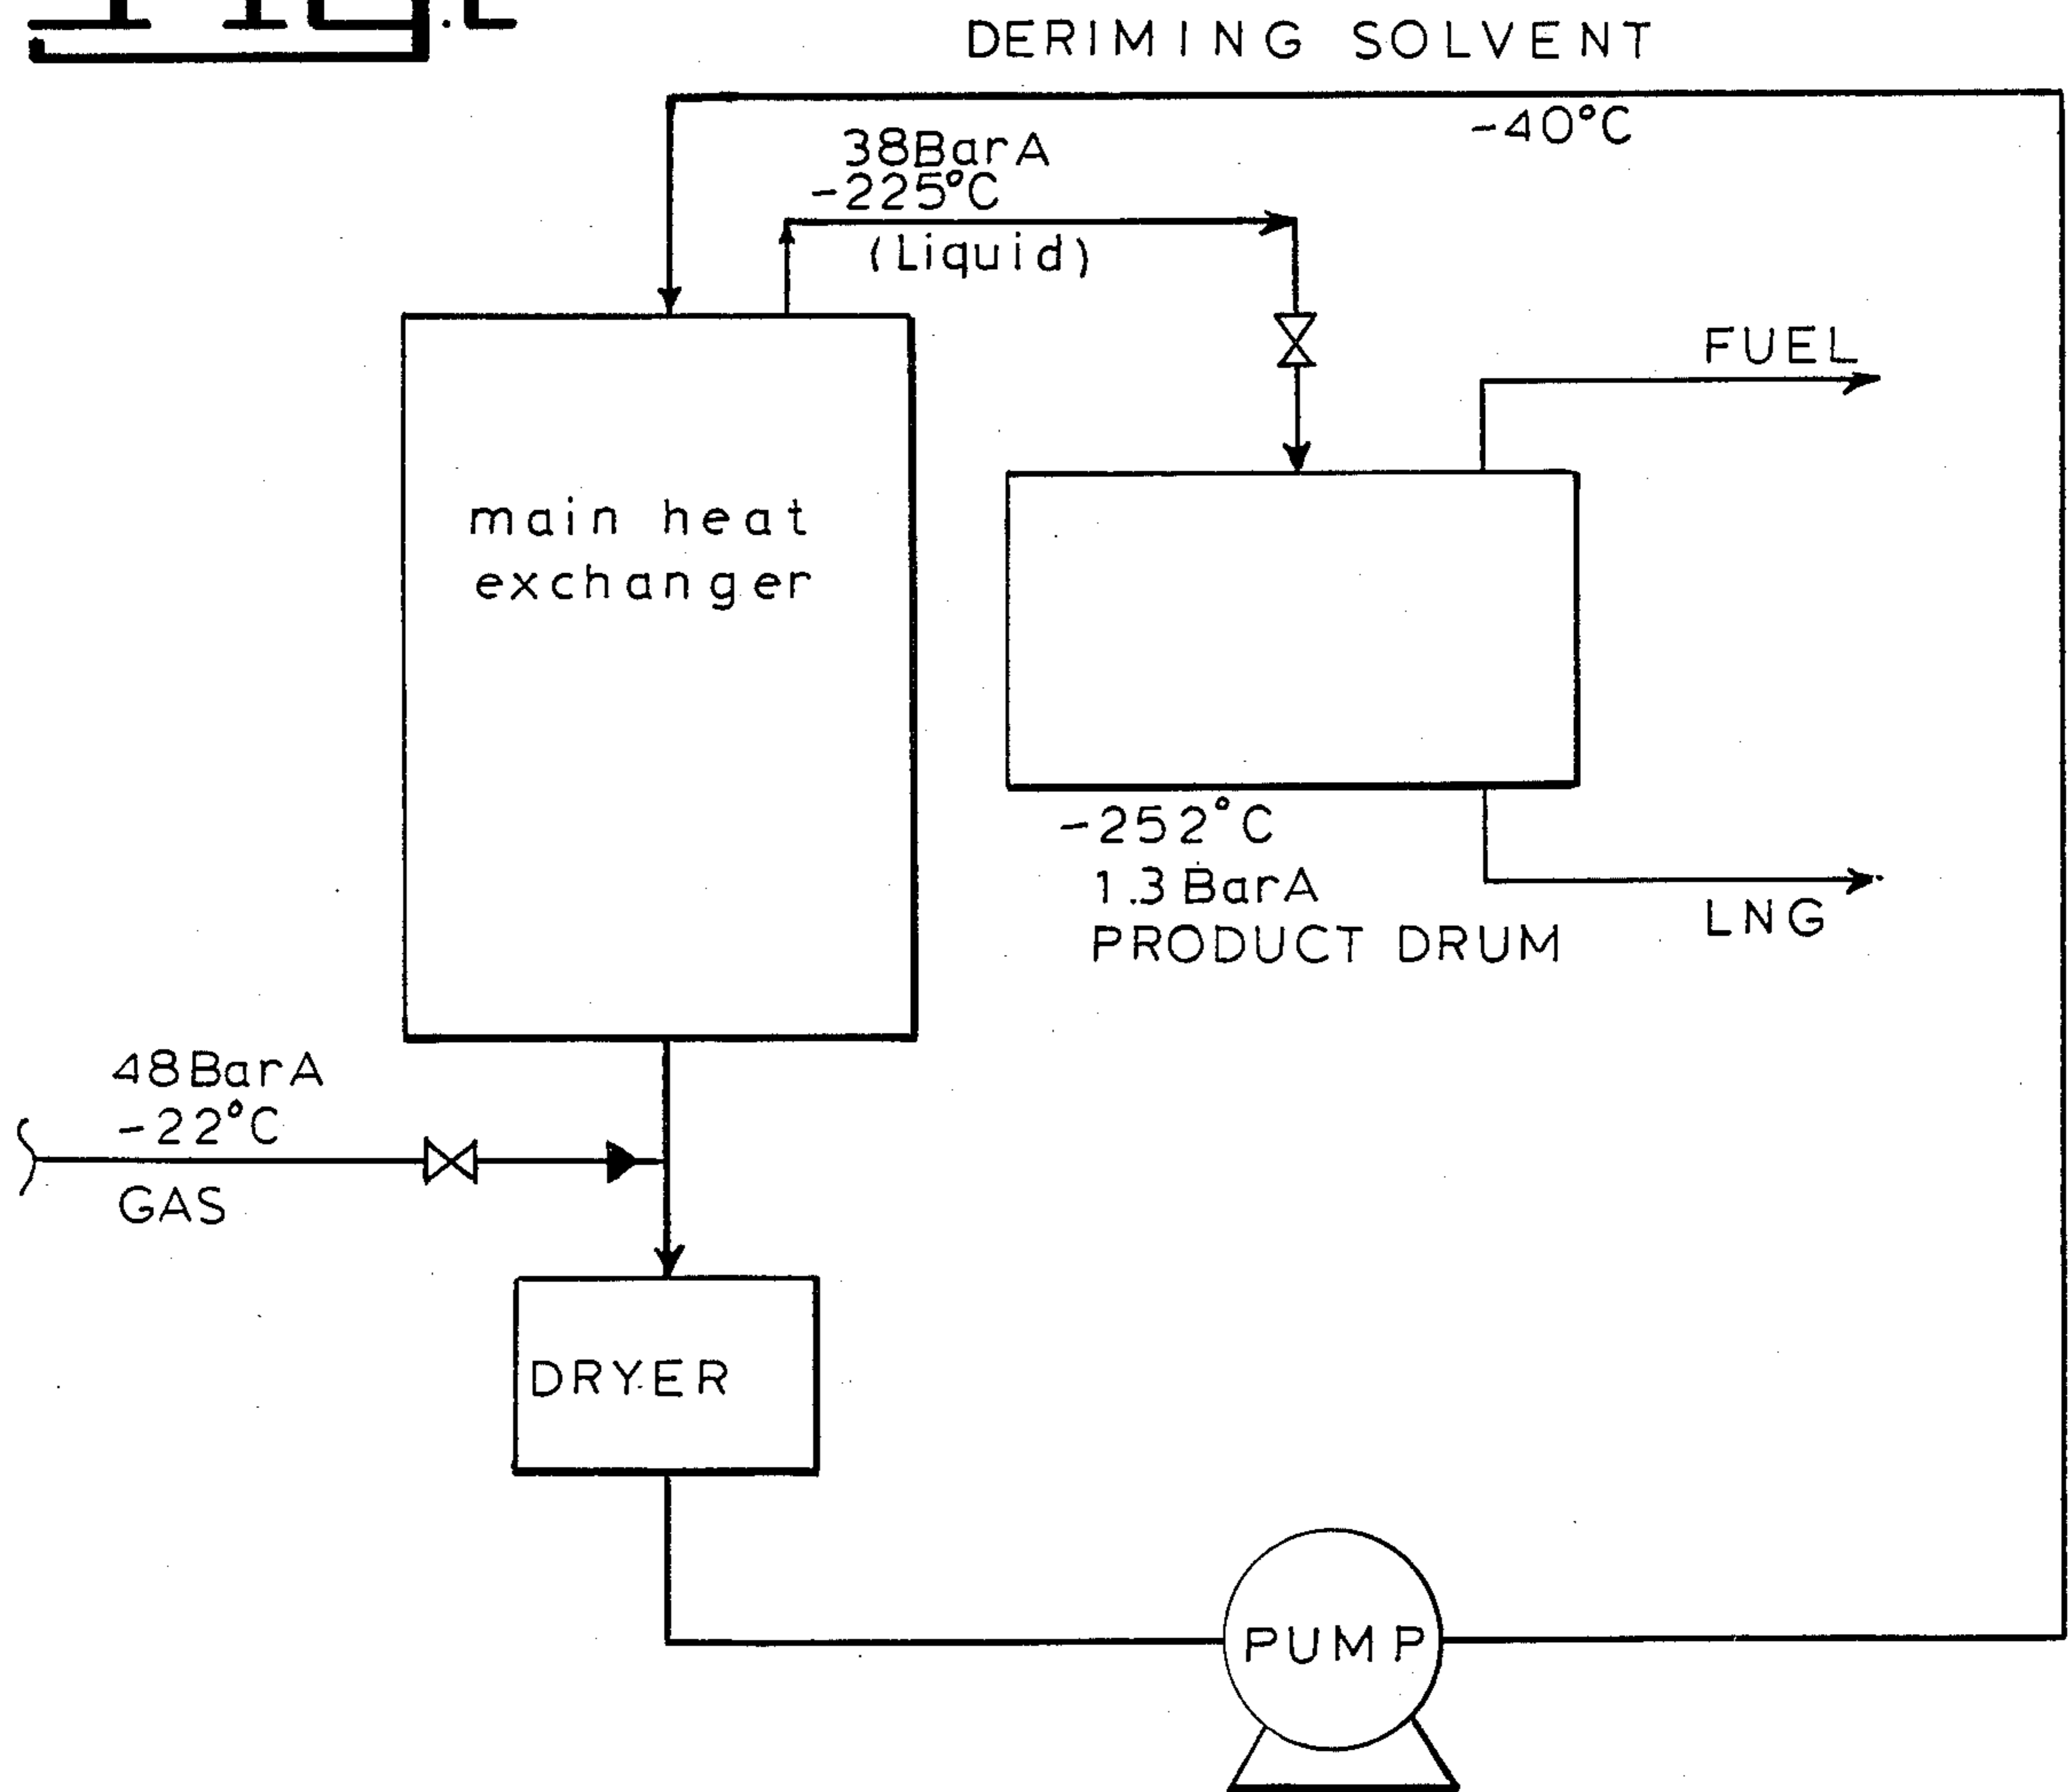 DERIMING SOLVENT
-40°C
38BarA
-225°C
(Liquid)
FUEL
main heat
exchanger
-252°C
1.3 BarA
PRODUCT DRUM
LNG
48BarA
-22°C
GAS
DRYER
PUMP